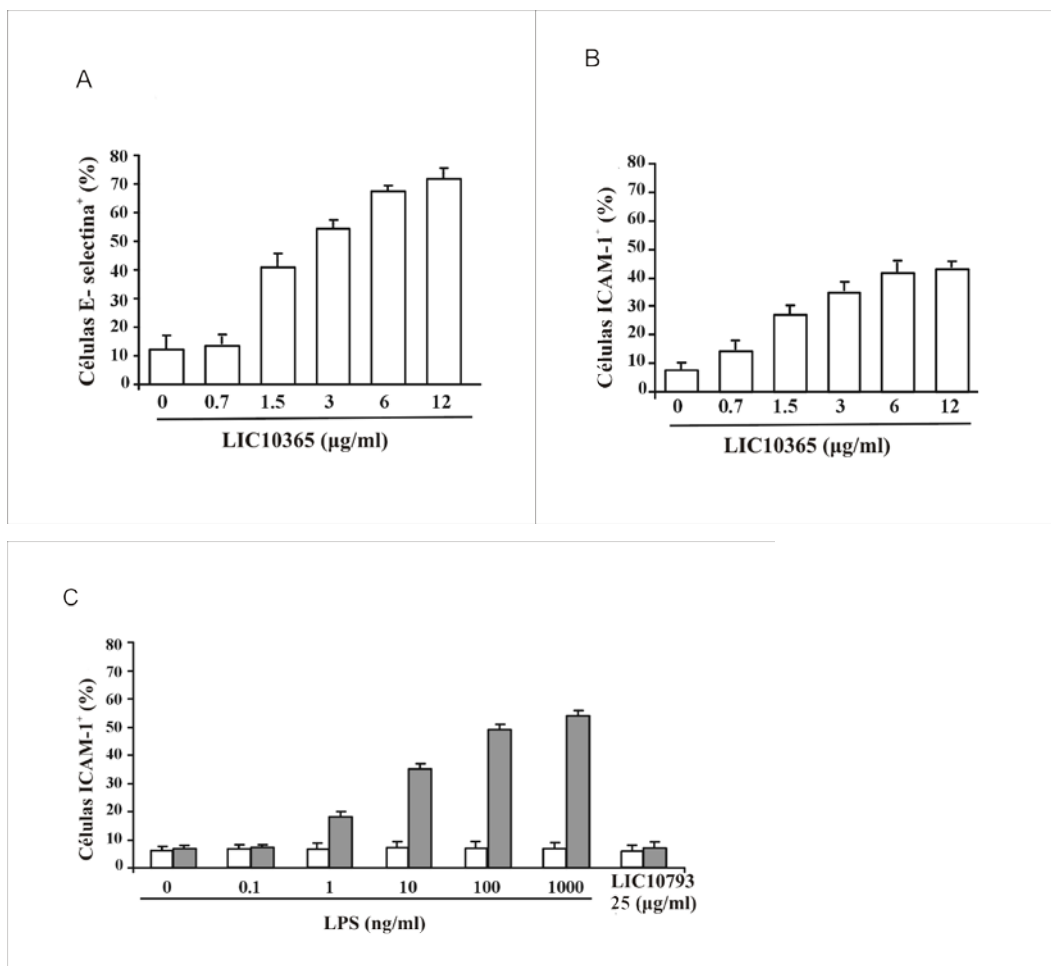 A
Células E- selectina⁺ (%)
80
70
60
50
40
30
20
10
0
0 0.7 1.5 3 6 12
LIC10365 (µg/ml)
B
Células ICAM-1⁺ (%)
80
70
60
50
40
30
20
10
0
0 0.7 1.5 3 6 12
LIC10365 (µg/ml)
C
Células ICAM-1⁺ (%)
80
70
60
50
40
30
20
10
0
0 0.1 1 10 100 1000 LIC10793
25 (µg/ml)
LPS (ng/ml)